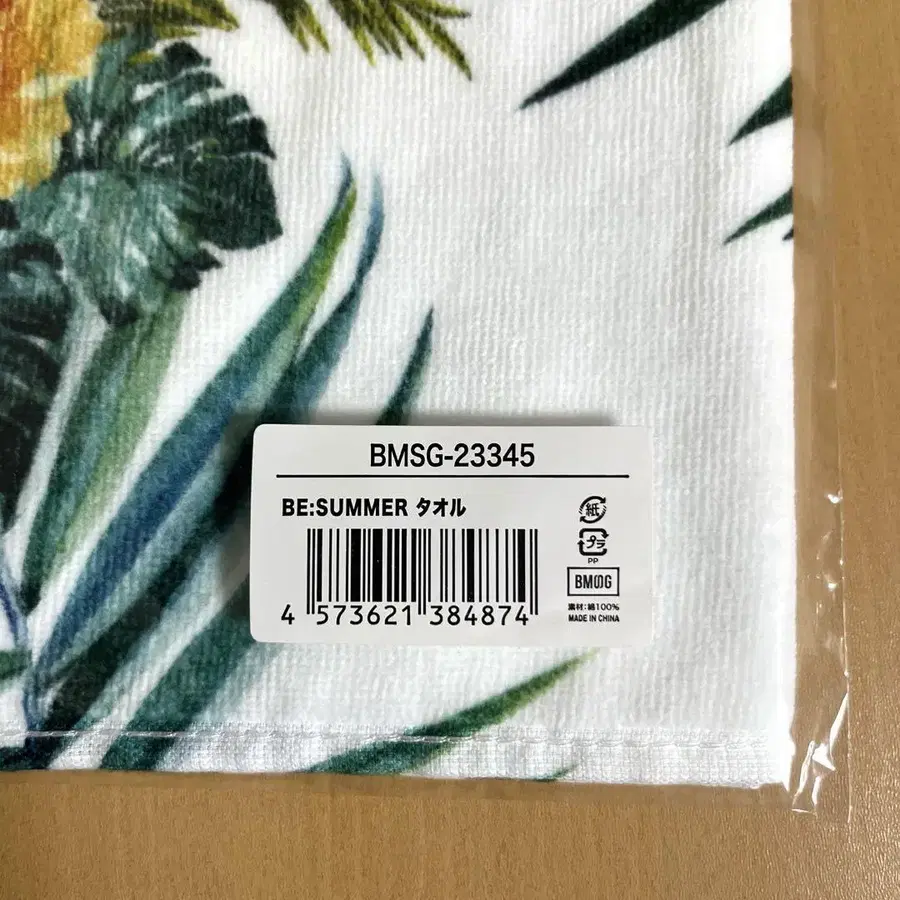 BMSG-23345
BE:SUMMER タオル
4 573621 384874
紙
プラ
PP
BMSG
素材:綿100%
MADE IN CHINA